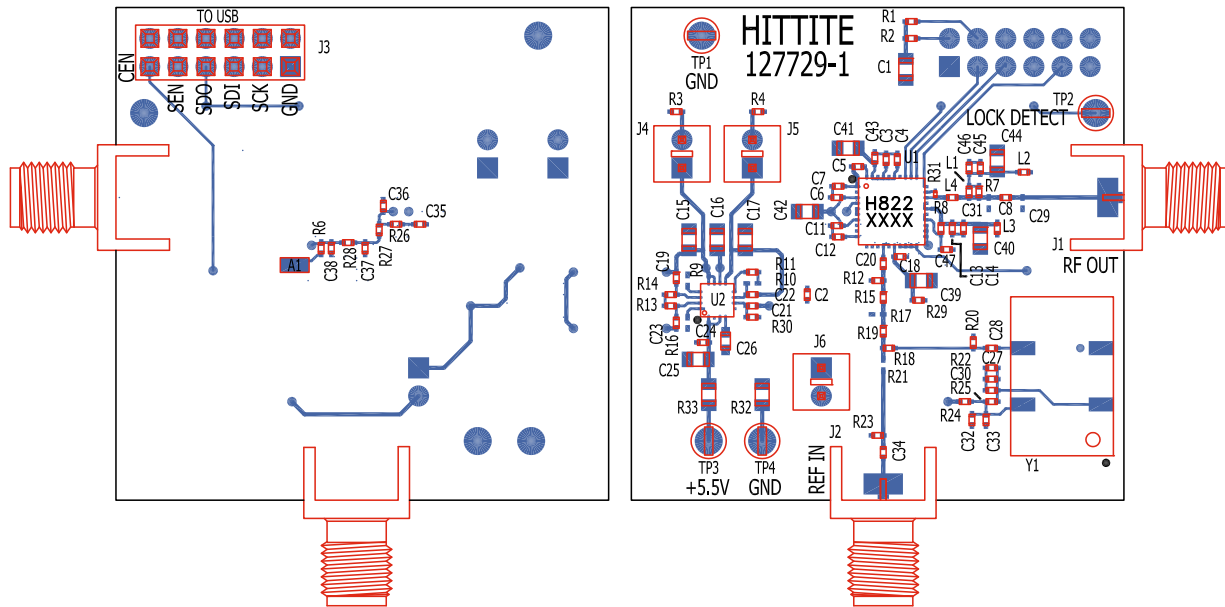 TO USB
J3
CEN
SEN
SDO
SDI
SCK
GND
C36
C35
R6
R26
A1
C38
R28
C37
R27
HITTITE
127729-1
TP1
GND
R1
R2
C1
TP2
LOCK DETECT
R3
R4
J4
J5
C41
C43
C3
C4
U1
C5
C7
C6
C42
C11
C12
H822
XXXX
R31
C46
C45
C44
L1
L2
L4
R7
R8
C31
C8
C29
L3
C40
C47
C13
C14
J1
RF OUT
C15
C16
C17
C19
R9
R11
R10
R14
R13
U2
C22
C21
R30
C2
C23
R16
C24
C25
C26
C20
C18
R12
R15
C39
R29
R17
R19
R18
R21
R20
C28
R22
C27
C30
R25
R24
C32
C33
Y1
J6
R33
R32
R23
J2
C34
TP3
+5.5V
TP4
GND
REF IN